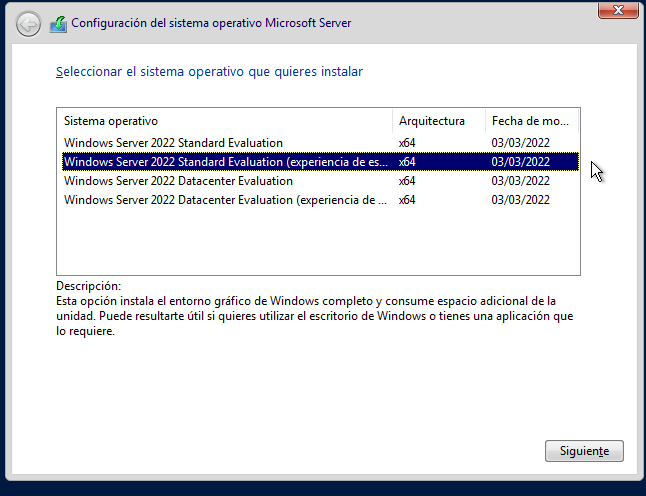 Configuración del sistema operativo Microsoft Server
Seleccionar el sistema operativo que quieres instalar
Sistema operativo Arquitectura Fecha de mo...
Windows Server 2022 Standard Evaluation x64 03/03/2022
Windows Server 2022 Standard Evaluation (experiencia de es... x64 03/03/2022
Windows Server 2022 Datacenter Evaluation x64 03/03/2022
Windows Server 2022 Datacenter Evaluation (experiencia de ... x64 03/03/2022
Descripción:
Esta opción instala el entorno gráfico de Windows completo y consume espacio adicional de la
unidad. Puede resultarte útil si quieres utilizar el escritorio de Windows o tienes una aplicación que
lo requiere.
Siguiente